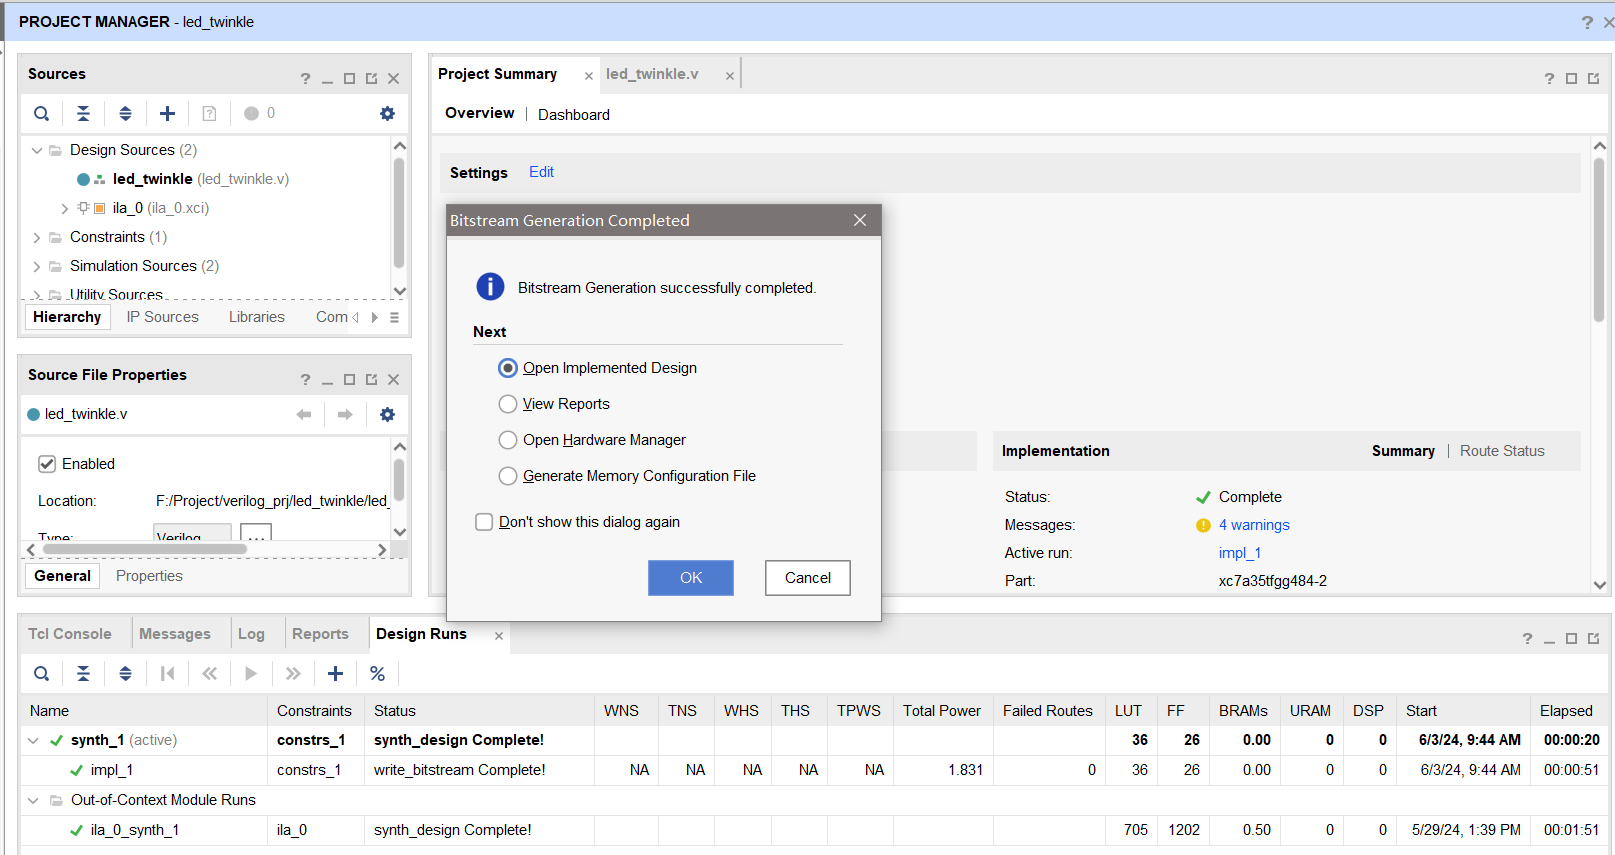 PROJECT MANAGER - led_twinkle
Sources
0
Design Sources (2)
led_twinkle (led_twinkle.v)
ila_0 (ila_0.xci)
Constraints (1)
Simulation Sources (2)
Utility Sources
Hierarchy IP Sources Libraries Com
Source File Properties
led_twinkle.v
Enabled
Location: F:/Project/verilog_prj/led_twinkle/led_
Type: Verilog ...
General Properties
Project Summary led_twinkle.v
Overview | Dashboard
Settings Edit
Bitstream Generation Completed
Bitstream Generation successfully completed.
Next
Open Implemented Design
View Reports
Open Hardware Manager
Generate Memory Configuration File
Don't show this dialog again
OK Cancel
Implementation Summary | Route Status
Status: Complete
Messages: 4 warnings
Active run: impl_1
Part: xc7a35tfgg484-2
Tcl Console Messages Log Reports Design Runs
Name Constraints Status WNS TNS WHS THS TPWS Total Power Failed Routes LUT FF BRAMs URAM DSP Start Elapsed
synth_1 (active) constrs_1 synth_design Complete! 36 26 0.00 0 0 6/3/24, 9:44 AM 00:00:20
impl_1 constrs_1 write_bitstream Complete! NA NA NA NA NA 1.831 0 36 26 0.00 0 0 6/3/24, 9:44 AM 00:00:51
Out-of-Context Module Runs
ila_0_synth_1 ila_0 synth_design Complete! 705 1202 0.50 0 0 5/29/24, 1:39 PM 00:01:51